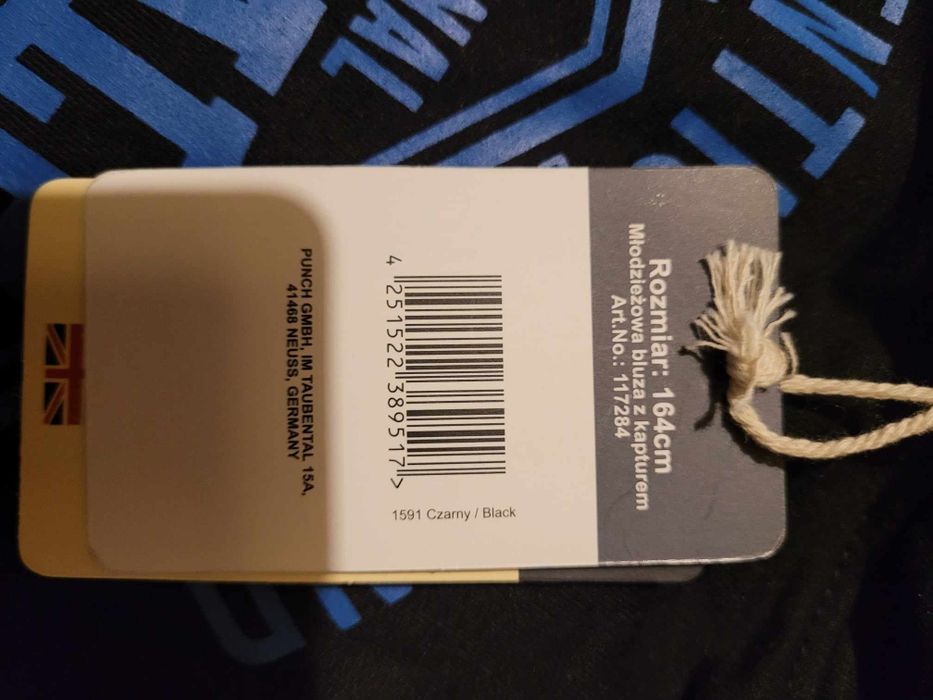 Rozmiar: 164cm
Młodzieżowa bluza z kapturem
Art.No.: 117284
4 251522 389517 >
1591 Czarny / Black
PUNCH GMBH, IM TAUBENTAL 15A,
41468 NEUSS, GERMANY